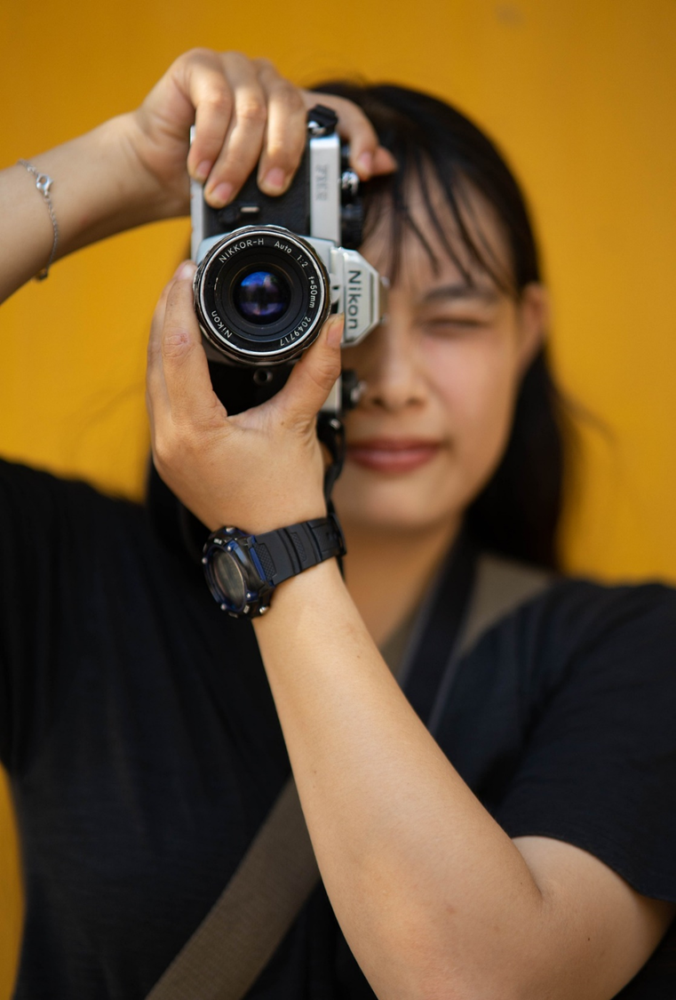 NIKKOR-H Auto 1:2 f=50mm
2049717
NIKON
Nikon